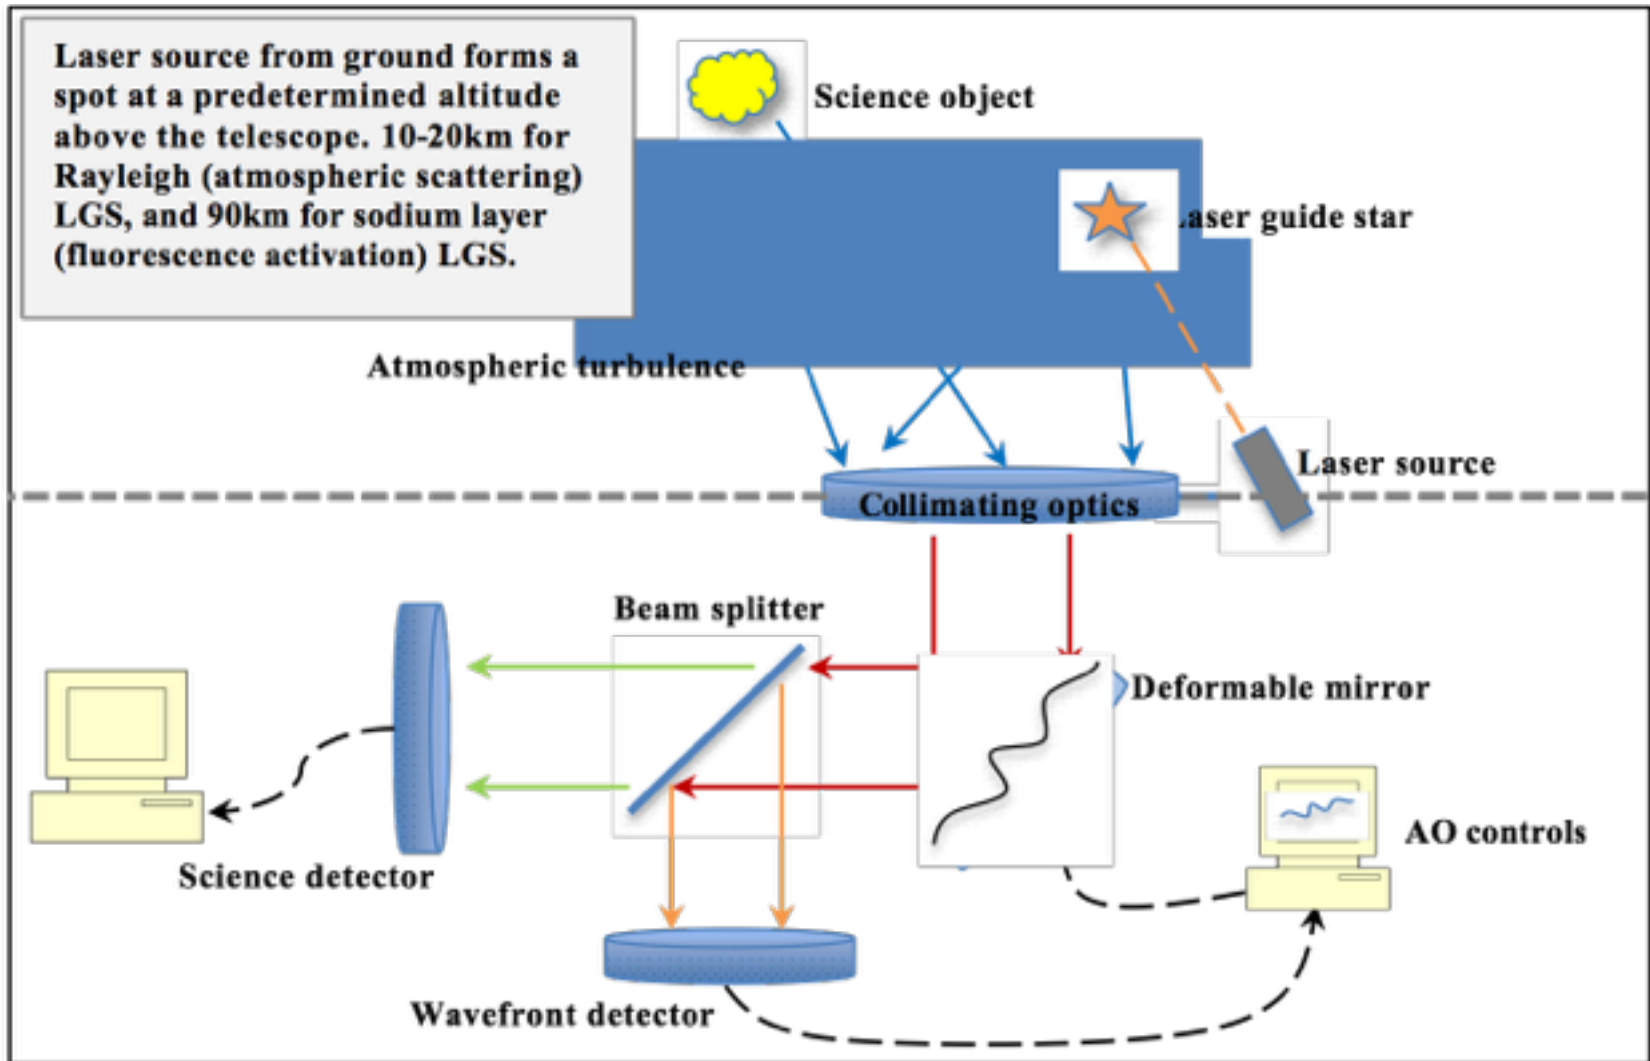 Laser source from ground forms a
spot at a predetermined altitude
above the telescope. 10-20km for
Rayleigh (atmospheric scattering)
LGS, and 90km for sodium layer
(fluorescence activation) LGS.
Science object
Laser guide star
Atmospheric turbulence
Laser source
Collimating optics
Beam splitter
Deformable mirror
AO controls
Science detector
Wavefront detector